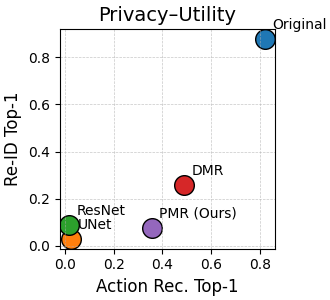 Privacy–Utility
Original
DMR
PMR (Ours)
ResNet
UNet
Re-ID Top-1
0.8
0.6
0.4
0.2
0.0
0.0 0.2 0.4 0.6 0.8
Action Rec. Top-1